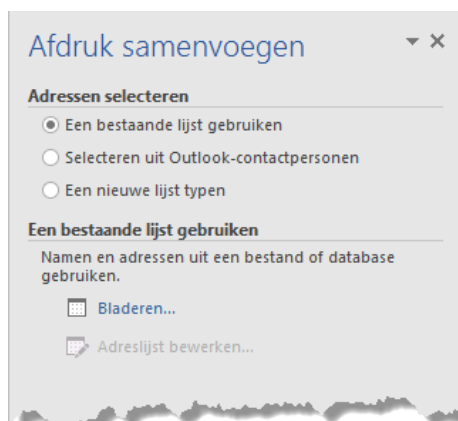 Afdruk samenvoegen
Adressen selecteren
Een bestaande lijst gebruiken
Selecteren uit Outlook-contactpersonen
Een nieuwe lijst typen
Een bestaande lijst gebruiken
Namen en adressen uit een bestand of database
gebruiken.
Bladeren...
Adreslijst bewerken...